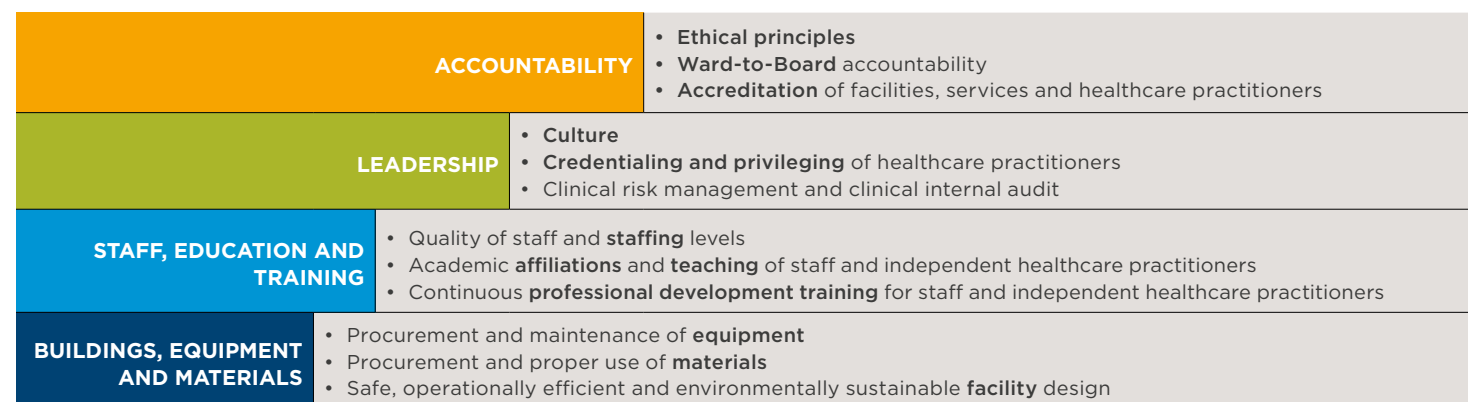 ACCOUNTABILITY
• Ethical principles
• Ward-to-Board accountability
• Accreditation of facilities, services and healthcare practitioners
LEADERSHIP
• Culture
• Credentialing and privileging of healthcare practitioners
• Clinical risk management and clinical internal audit
STAFF, EDUCATION AND
TRAINING
• Quality of staff and staffing levels
• Academic affiliations and teaching of staff and independent healthcare practitioners
• Continuous professional development training for staff and independent healthcare practitioners
BUILDINGS, EQUIPMENT
AND MATERIALS
• Procurement and maintenance of equipment
• Procurement and proper use of materials
• Safe, operationally efficient and environmentally sustainable facility design